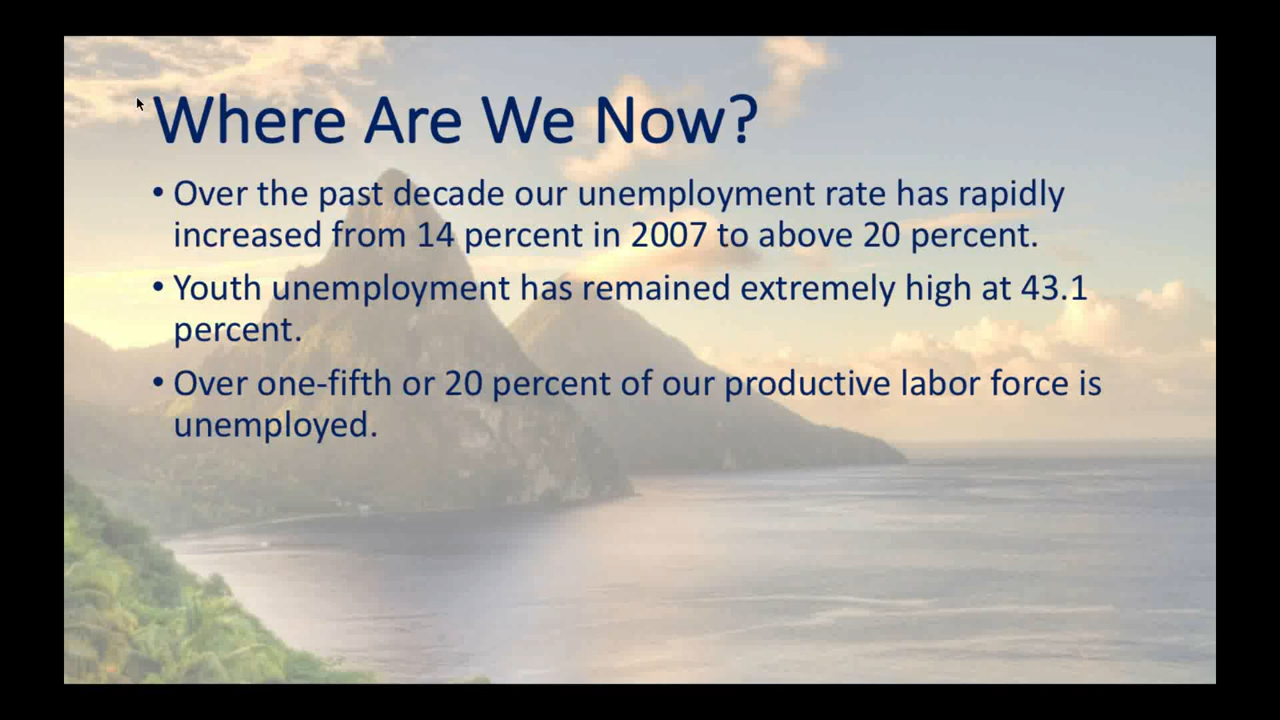 Where Are We Now?
• Over the past decade our unemployment rate has rapidly
increased from 14 percent in 2007 to above 20 percent.
• Youth unemployment has remained extremely high at 43.1
percent.
• Over one-fifth or 20 percent of our productive labor force is
unemployed.